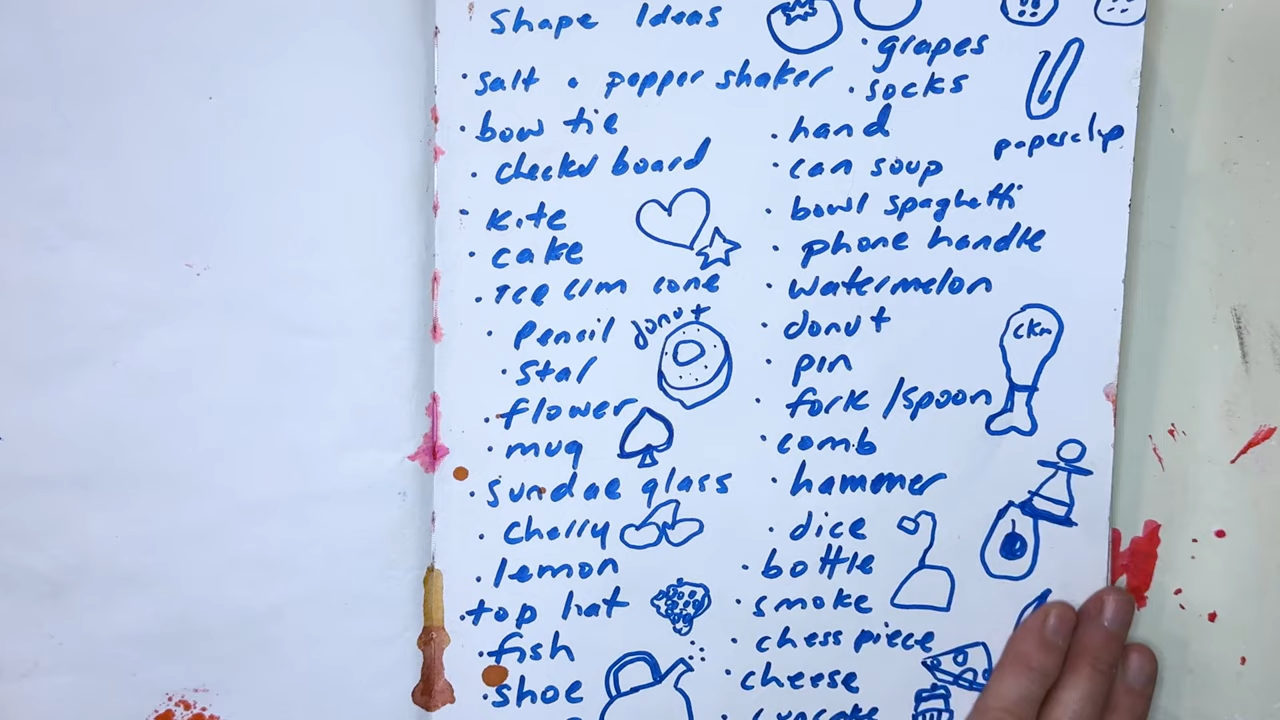 Shape Ideas
· salt · pepper shaker
· bow tie
· checkr board
· kite
· cake
· Ice crm cone
· Pencil
· star
· flower
· mug
· sundae glass
· cherry
· lemon
· top hat
· fish
· shoe
donut
· grapes
· socks
paperclip
· hand
· can soup
· bowl spaghetti
· phone handle
· watermelon
· donut
· pin
· fork / spoon
· comb
· hammer
· dice
· bottle
· smoke
· chess piece
· cheese
· cupcake
ckn